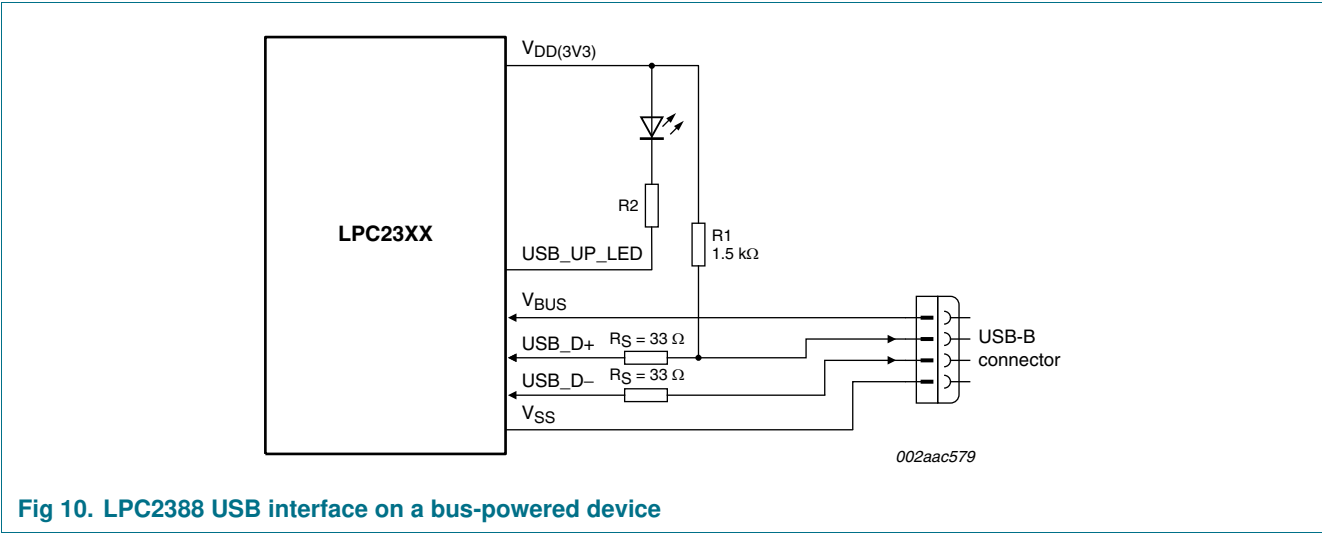 VDD(3V3)
R2
LPC23XX
R1
1.5 kΩ
USB_UP_LED
VBUS
USB_D+
RS = 33 Ω
USB-B
connector
USB_D−
RS = 33 Ω
VSS
002aac579
Fig 10. LPC2388 USB interface on a bus-powered device